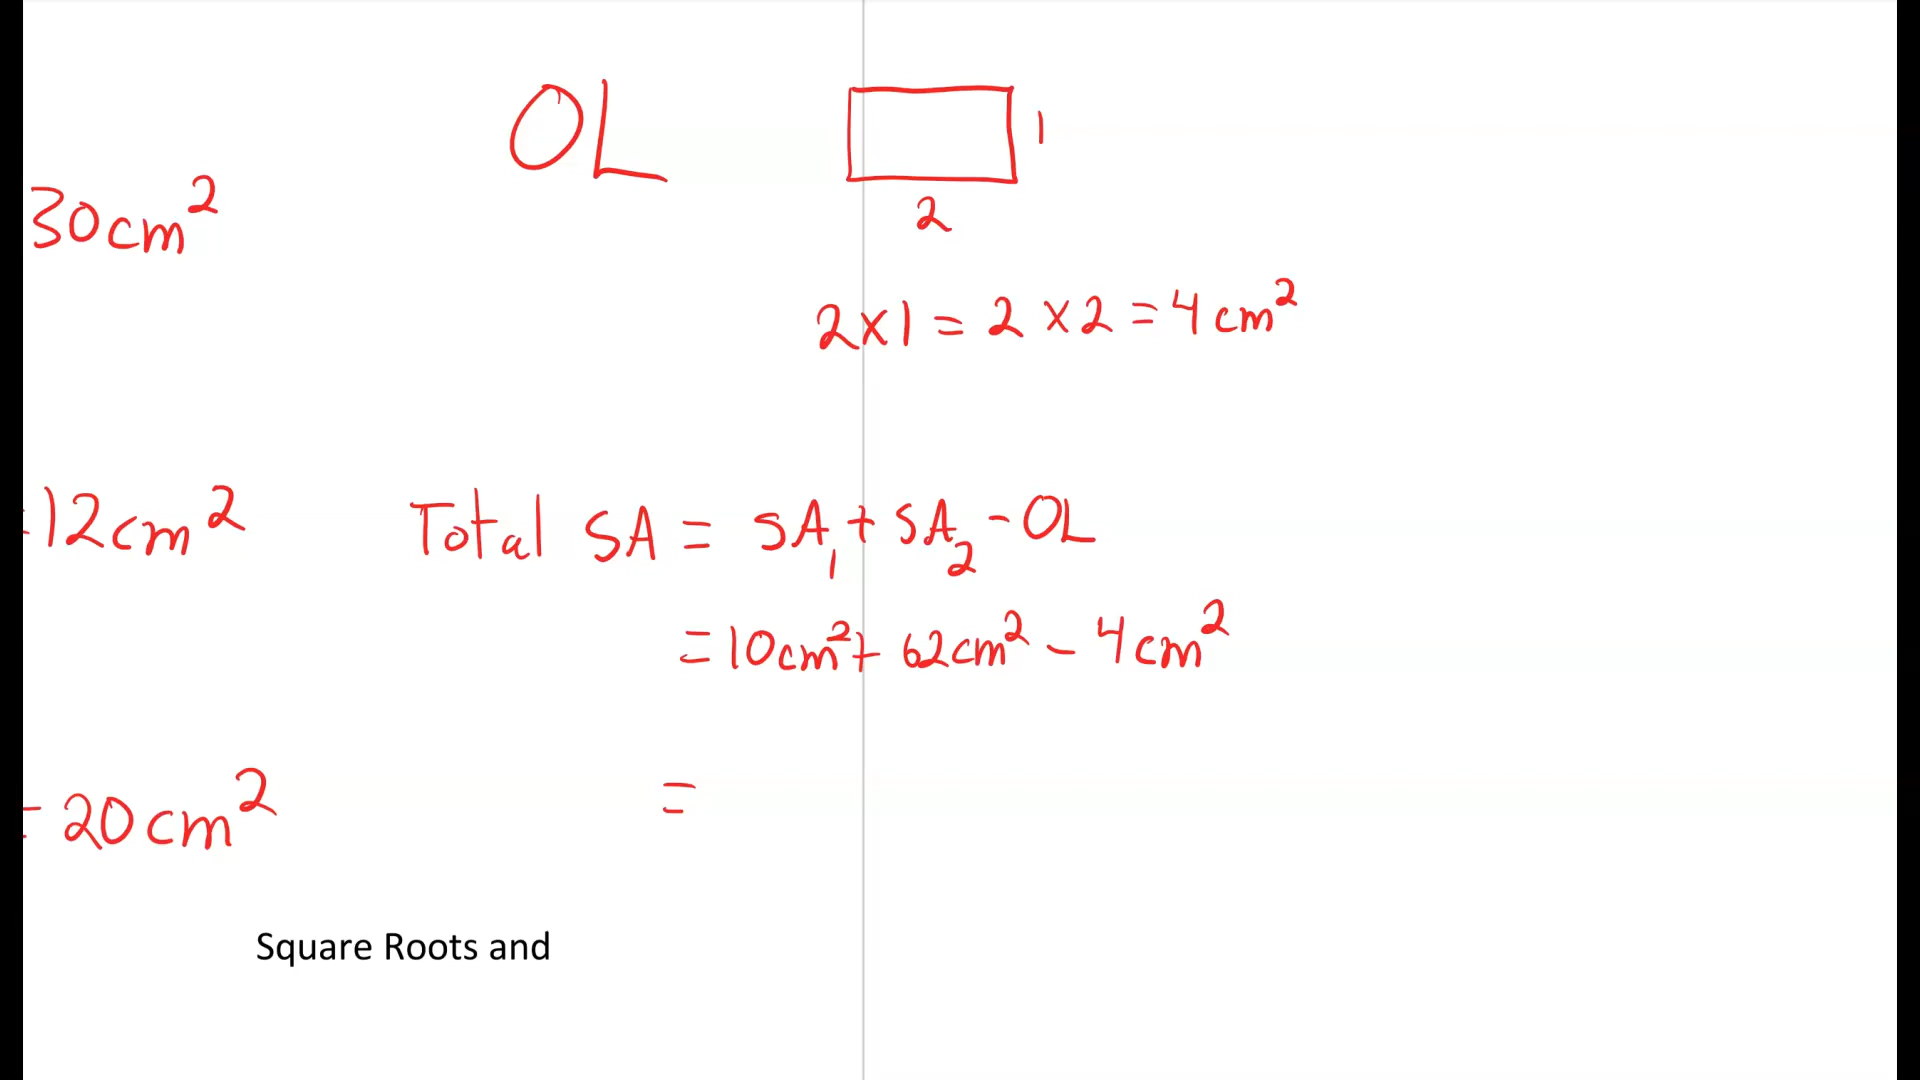 OL
1
30cm²
2
2x1 = 2 x 2 = 4 cm²
=12cm² Total SA = SA₁ + SA₂ - OL
= 10cm² + 62cm² - 4cm²
= 20cm² =
Square Roots and